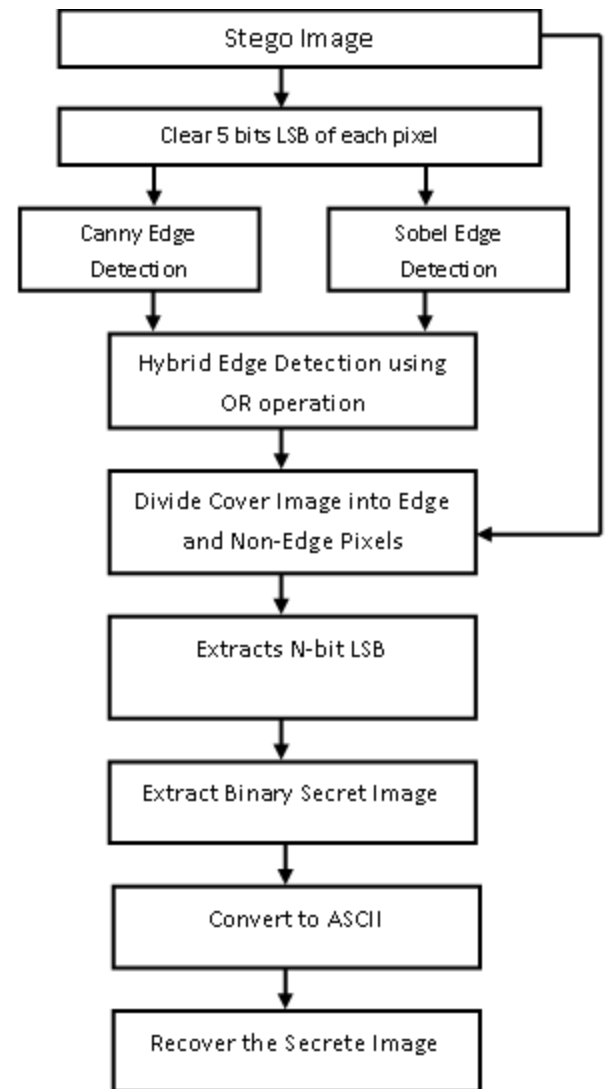 Stego Image
Clear 5 bits LSB of each pixel
Canny Edge
Detection
Sobel Edge
Detection
Hybrid Edge Detection using
OR operation
Divide Cover Image into Edge
and Non-Edge Pixels
Extracts N-bit LSB
Extract Binary Secret Image
Convert to ASCII
Recover the Secrete Image